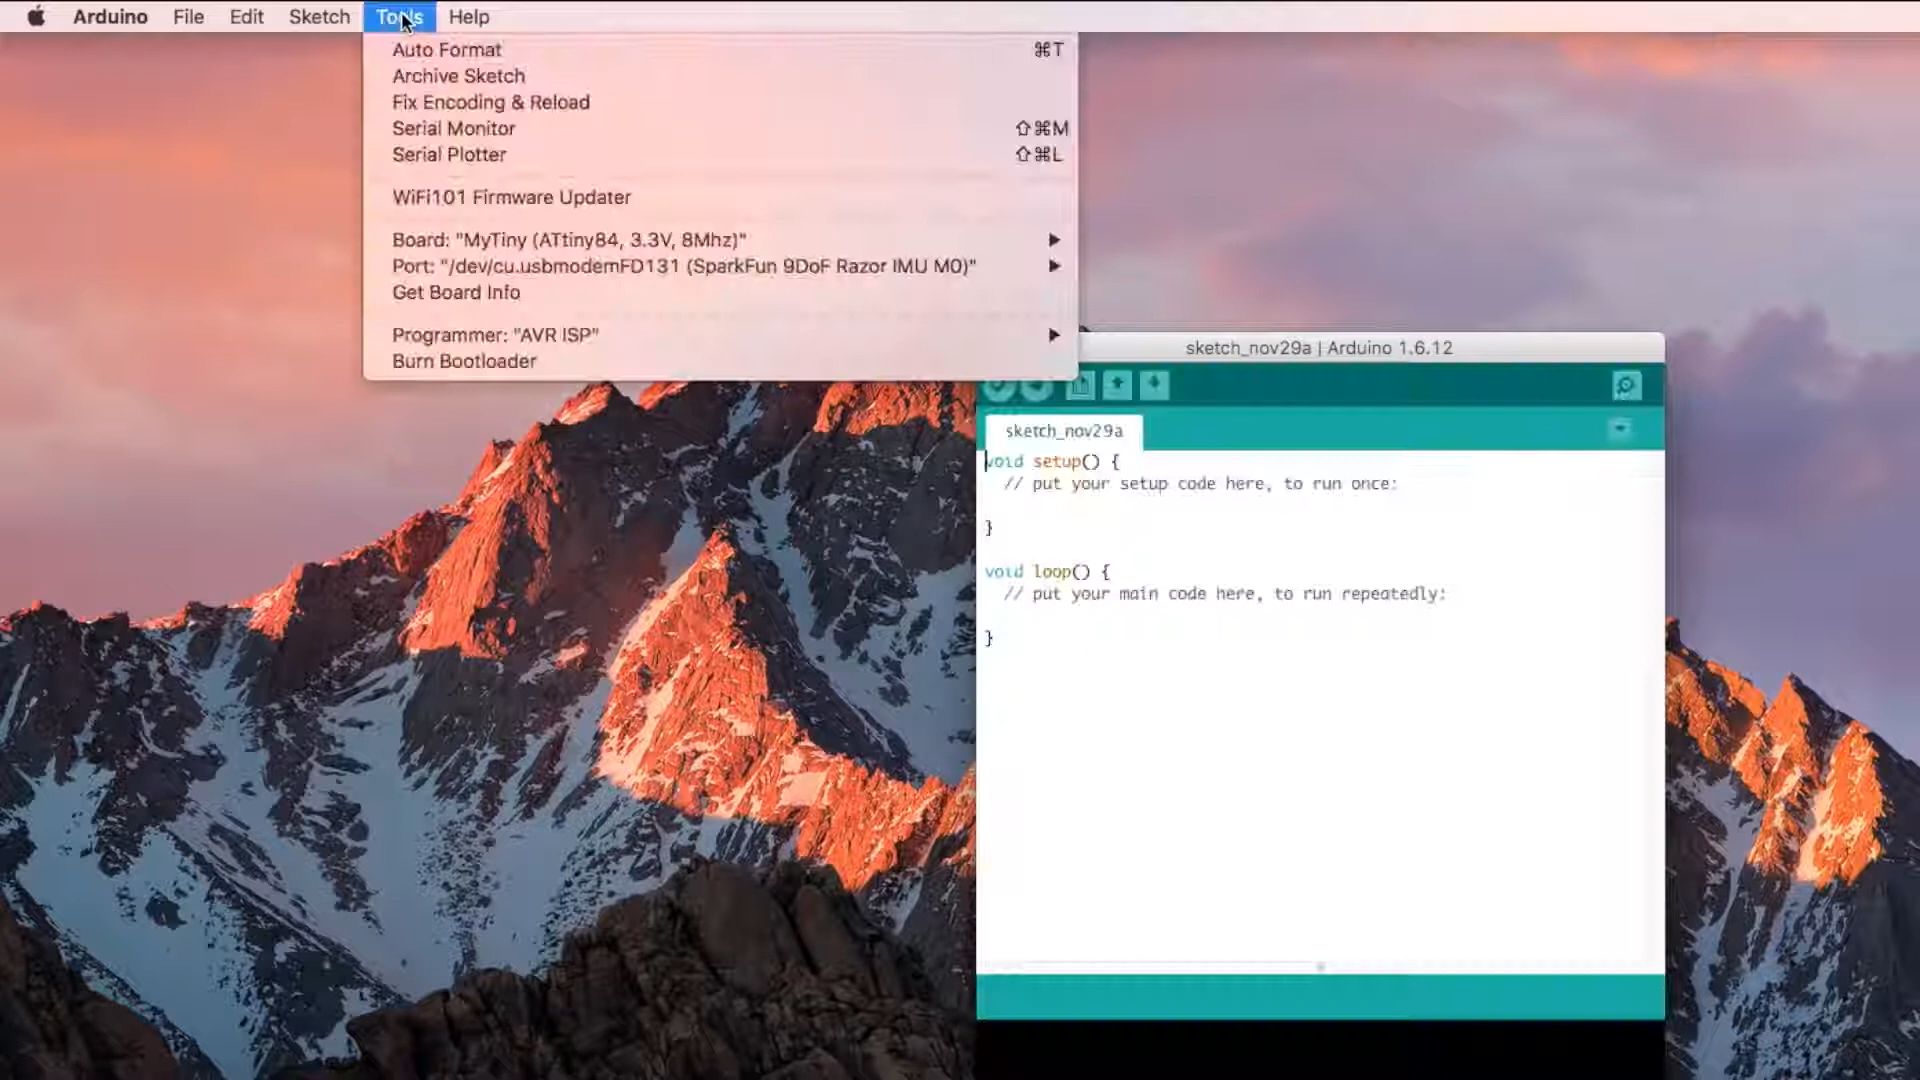 Arduino File Edit Sketch Tools Help
Auto Format ⌘T
Archive Sketch
Fix Encoding & Reload
Serial Monitor ⇧⌘M
Serial Plotter ⇧⌘L
WiFi101 Firmware Updater
Board: "MyTiny (ATtiny84, 3.3V, 8Mhz)"
Port: "/dev/cu.usbmodemFD131 (SparkFun 9DoF Razor IMU M0)"
Get Board Info
Programmer: "AVR ISP"
Burn Bootloader
sketch_nov29a | Arduino 1.6.12
sketch_nov29a
void setup() {
// put your setup code here, to run once:
}
void loop() {
// put your main code here, to run repeatedly:
}